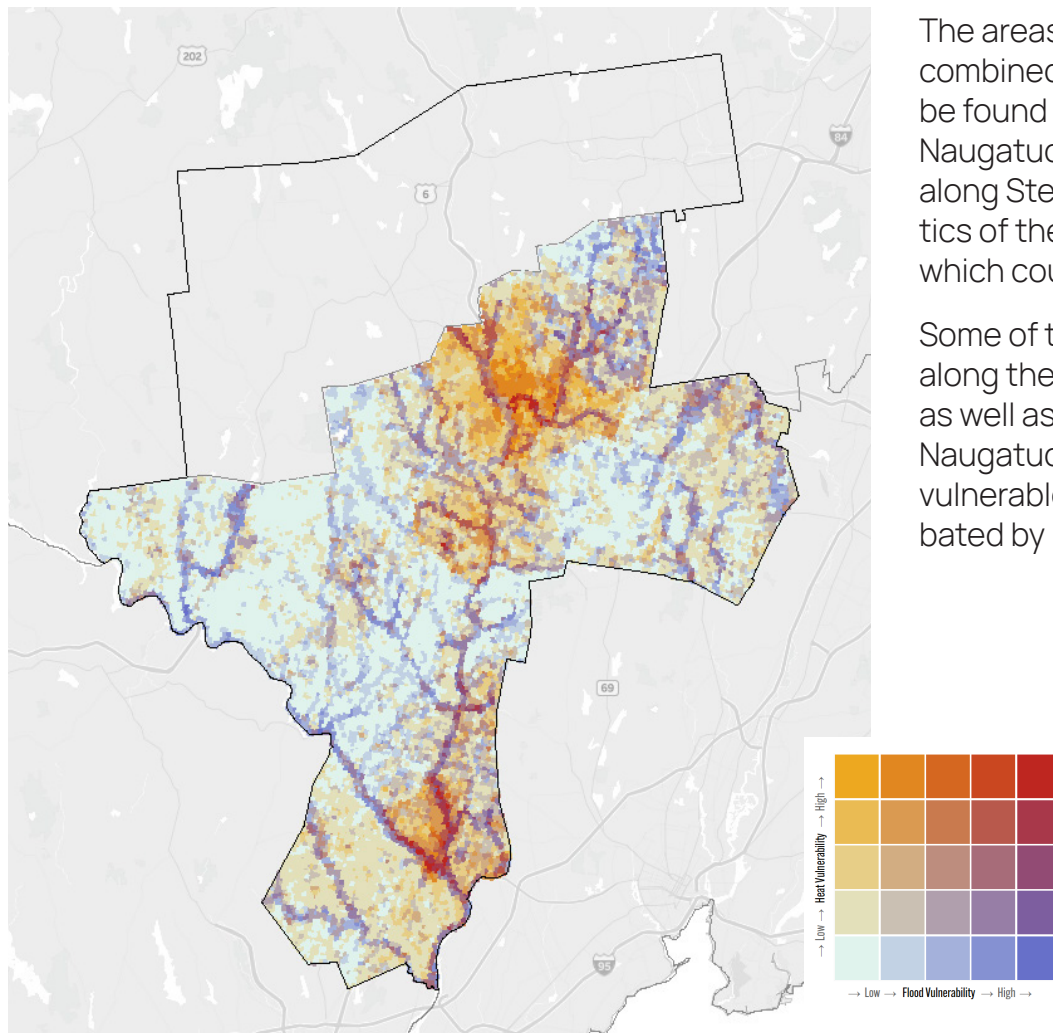 The areas
combined
be found
Naugatuc
along Ste
tics of the
which cou
Some of t
along the
as well as
Naugatuc
vulnerable
bated by
202
84
6
69
95
→ Low → Heat Vulnerability → High →
→ Low → Flood Vulnerability → High →